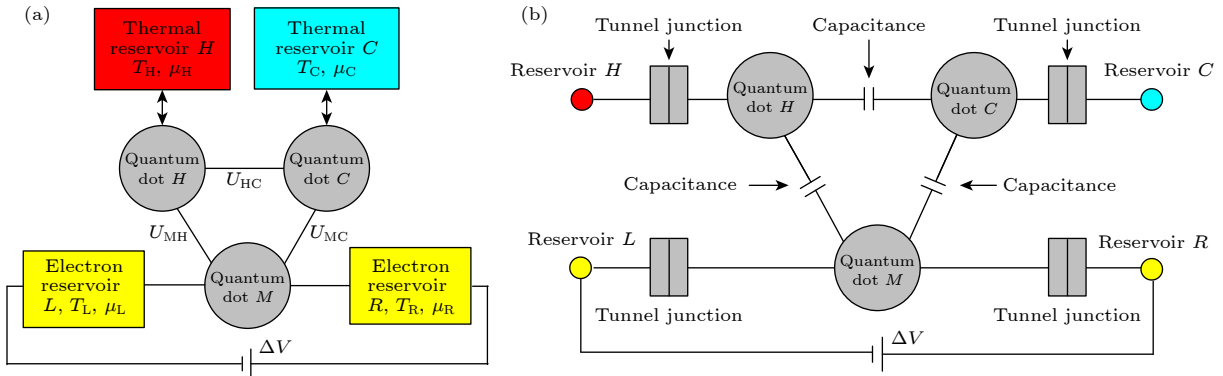 (a)
Thermal
reservoir H
T_H, μ_H
Thermal
reservoir C
T_C, μ_C
Quantum
dot H
U_HC
Quantum
dot C
U_MH
U_MC
Electron
reservoir
L, T_L, μ_L
Quantum
dot M
Electron
reservoir
R, T_R, μ_R
ΔV
(b)
Tunnel junction
Capacitance
Tunnel junction
Reservoir H
Quantum
dot H
Quantum
dot C
Reservoir C
Capacitance
Capacitance
Reservoir L
Quantum
dot M
Reservoir R
Tunnel junction
Tunnel junction
ΔV